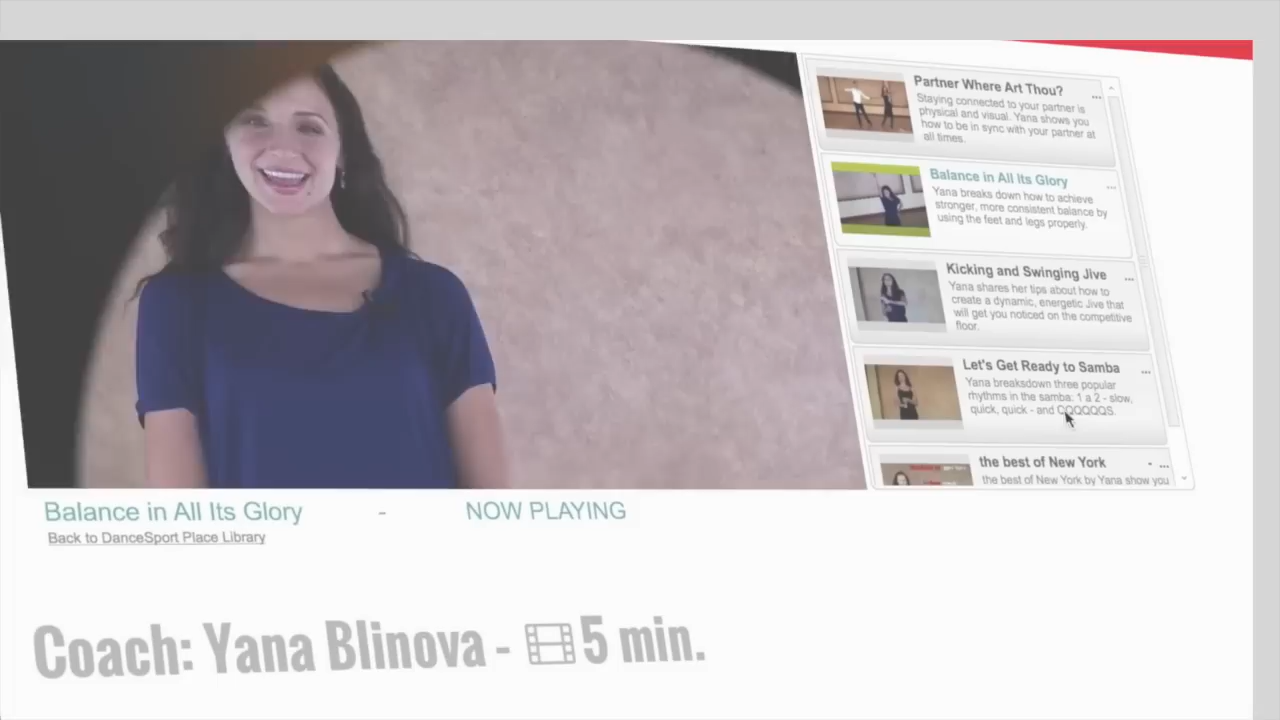 Partner Where Art Thou?
Staying connected to your partner is
physical and visual. Yana shows you
how to be in sync with your partner at
all times.
Balance in All its Glory
Yana breaks down how to achieve
stronger, more consistent balance by
using the feet and legs properly.
Kicking and Swinging Jive
Yana shares her tips about how to
create a dynamic, energetic Jive that
will get you noticed on the competitive
floor.
Let's Get Ready to Samba
Yana breaksdown three popular
rhythms in the samba: 1 a 2 - slow,
quick, quick - and CQQQQQS.
the best of New York
the best of New York by Yana show you
Balance in All Its Glory - NOW PLAYING
Back to DanceSport Place Library
Coach: Yana Blinova - 5 min.